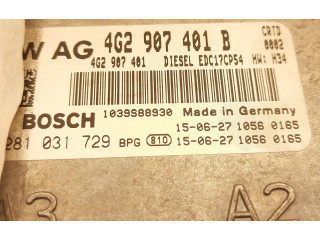 W AG 4G2 907 401 B CRTD
0002
4G2 907 401 DIESEL EDC17CP54 HW: H34
1039S88930 Made in Germany
BOSCH 15-06-27 1056 0165
281 031 729 BPG 810 15-06-27 1056 0165
A3 A2